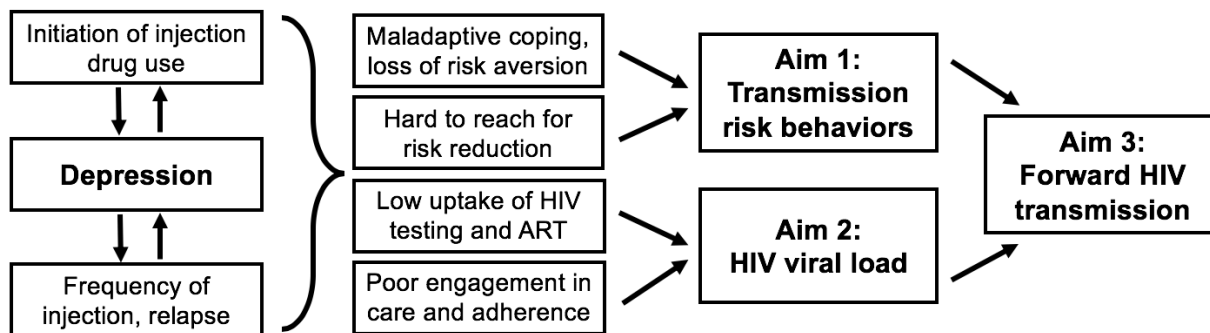 Initiation of injection
drug use
Depression
Frequency of
injection, relapse
Maladaptive coping,
loss of risk aversion
Hard to reach for
risk reduction
Low uptake of HIV
testing and ART
Poor engagement in
care and adherence
Aim 1:
Transmission
risk behaviors
Aim 2:
HIV viral load
Aim 3:
Forward HIV
transmission